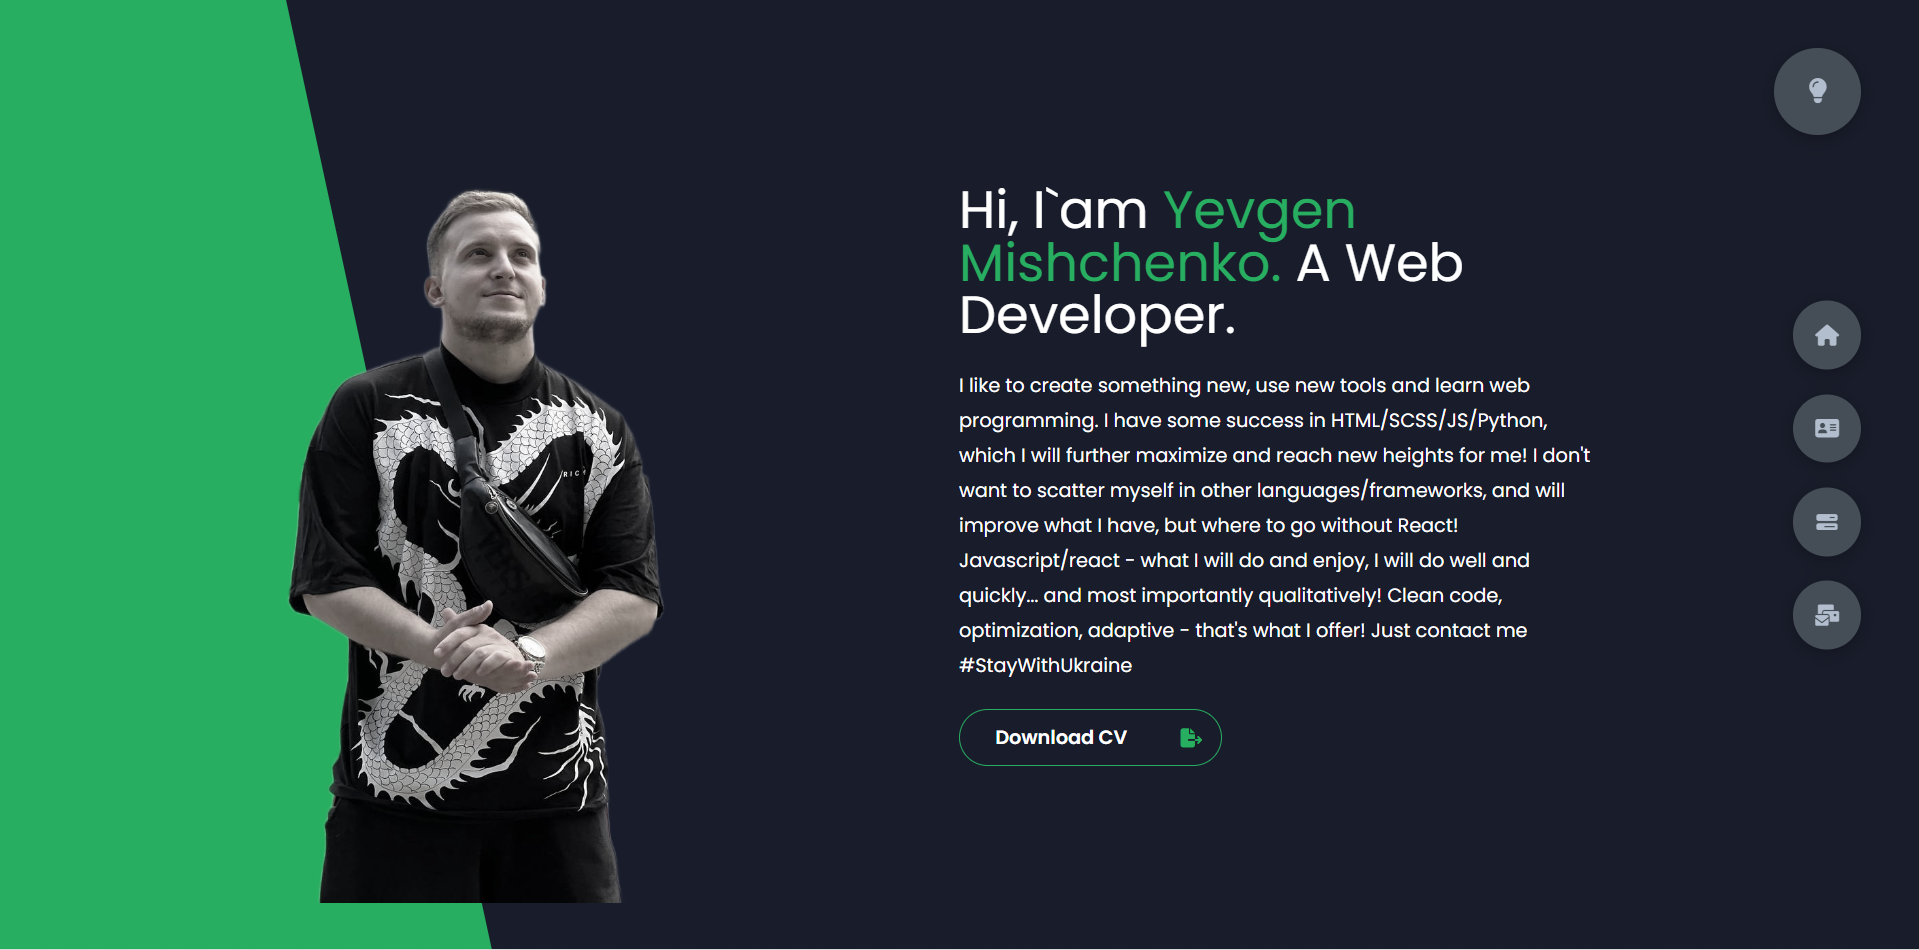 Hi, I`am Yevgen
Mishchenko. A Web
Developer.
I like to create something new, use new tools and learn web
programming. I have some success in HTML/SCSS/JS/Python,
which I will further maximize and reach new heights for me! I don't
want to scatter myself in other languages/frameworks, and will
improve what I have, but where to go without React!
Javascript/react - what I will do and enjoy, I will do well and
quickly... and most importantly qualitatively! Clean code,
optimization, adaptive - that's what I offer! Just contact me
#StayWithUkraine
Download CV